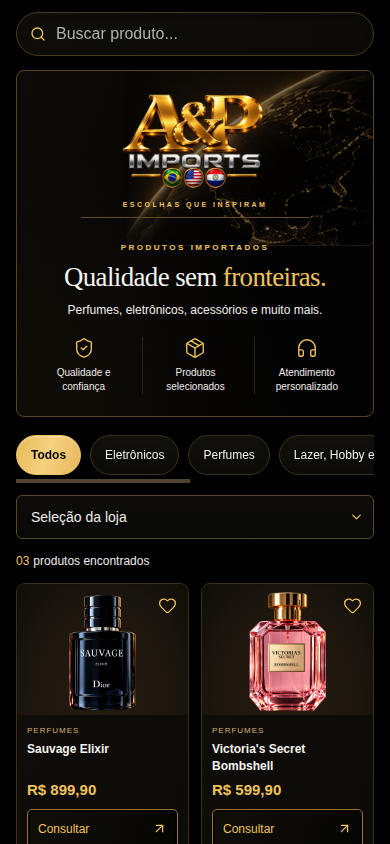 Buscar produto...
A&P
IMPORTS
ESCOLHAS QUE INSPIRAM
PRODUTOS IMPORTADOS
Qualidade sem fronteiras.
Perfumes, eletrônicos, acessórios e muito mais.
Qualidade e
confiança
Produtos
selecionados
Atendimento
personalizado
Todos
Eletrônicos
Perfumes
Lazer, Hobby e
Seleção da loja
03 produtos encontrados
SAUVAGE
ELIXIR
Dior
VICTORIA'S
SECRET
BOMBSHELL
PERFUMES
Sauvage Elixir
R$ 899,90
Consultar
PERFUMES
Victoria's Secret
Bombshell
R$ 599,90
Consultar